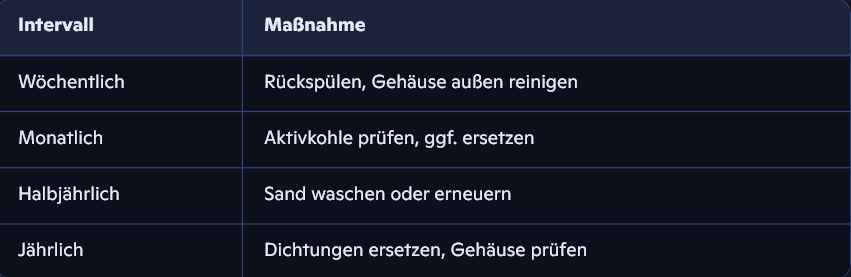 Intervall Maßnahme
Wöchentlich Rückspülen, Gehäuse außen reinigen
Monatlich Aktivkohle prüfen, ggf. ersetzen
Halbjährlich Sand waschen oder erneuern
Jährlich Dichtungen ersetzen, Gehäuse prüfen